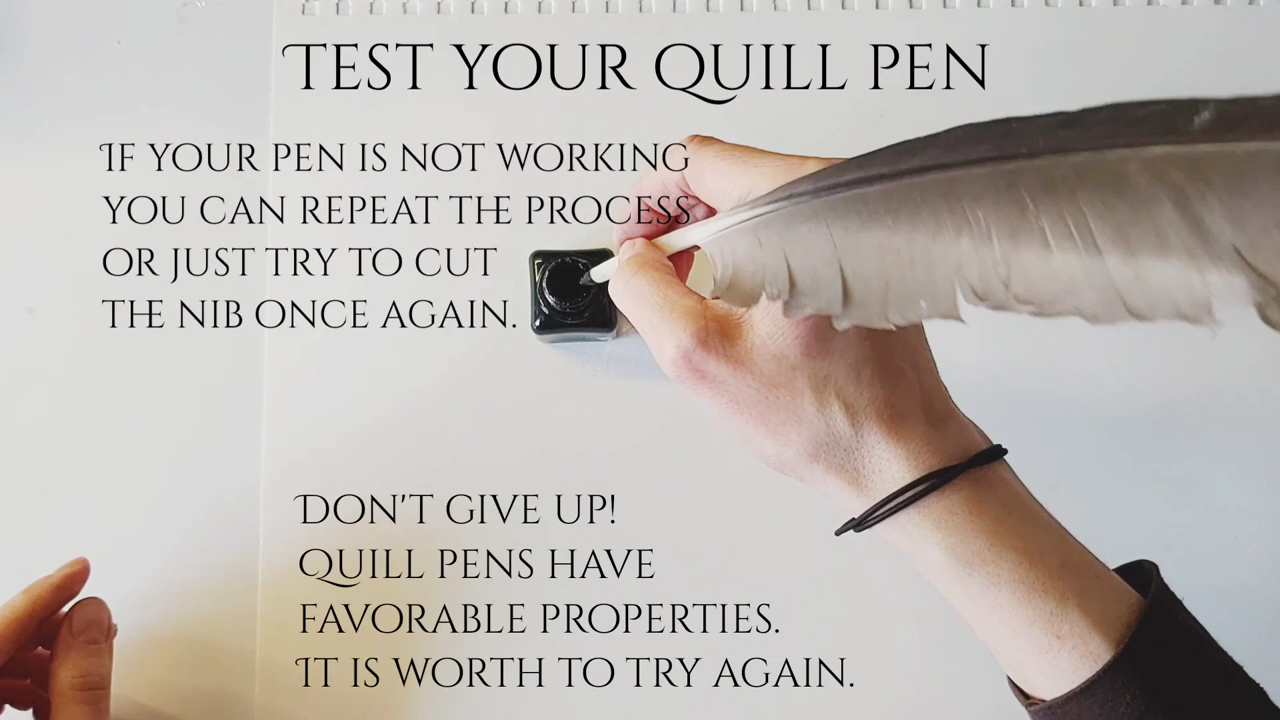 TEST YOUR QUILL PEN
IF YOUR PEN IS NOT WORKING
YOU CAN REPEAT THE PROCESS
OR JUST TRY TO CUT
THE NIB ONCE AGAIN.
DON'T GIVE UP!
QUILL PENS HAVE
FAVORABLE PROPERTIES.
IT IS WORTH TO TRY AGAIN.